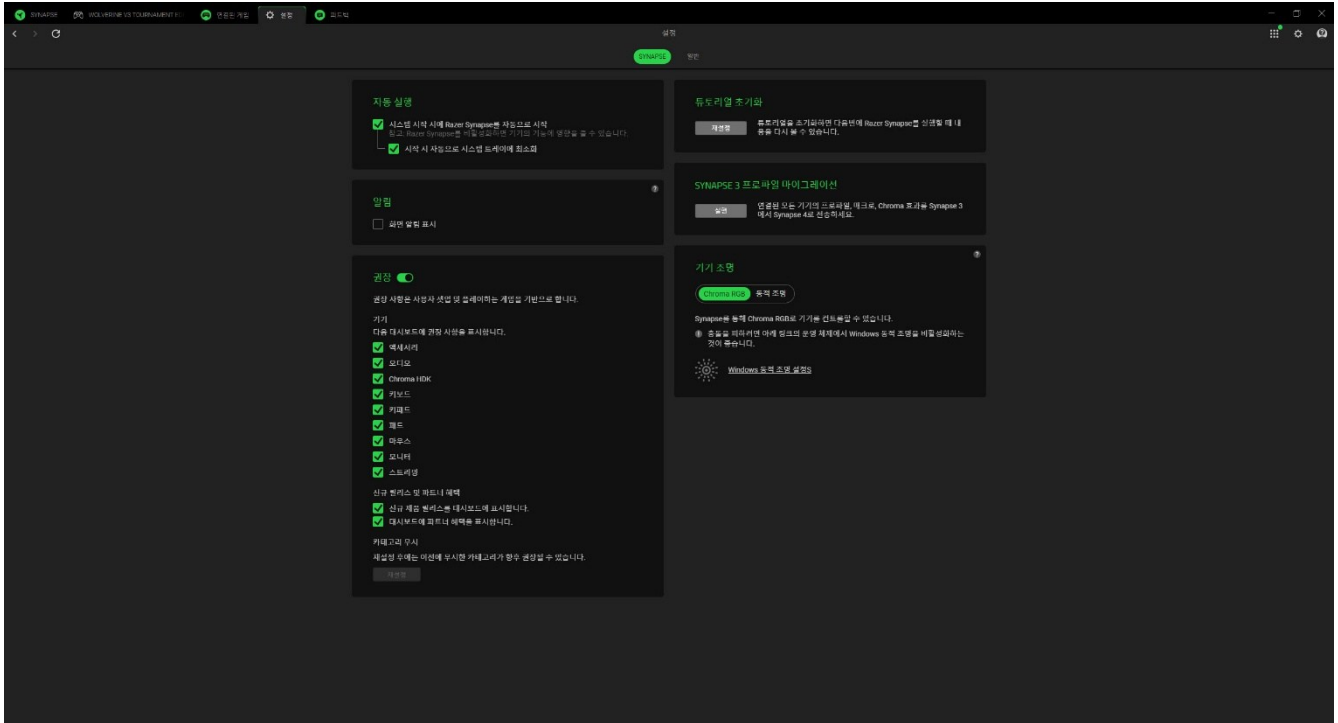 SYNAPSE
WOLVERINE V3 TOURNAMENT
연결된 게임
설정
피드백
설정
SYNAPSE
일반
자동 실행
시스템 시작 시에 Razer Synapse를 자동으로 시작
참고: Razer Synapse를 비활성화하면 기기의 기능에 영향을 줄 수 있습니다.
시작 시 자동으로 시스템 트레이에 최소화
알림
화면 알림 표시
권장
권장 사항은 사용자 셋업 및 플레이하는 게임을 기반으로 합니다.
기기
다음 대시보드에 권장 사항을 표시합니다.
액세서리
오디오
Chroma HDK
키보드
키패드
패드
마우스
모니터
스트리밍
신규 릴리스 및 파트너 혜택
신규 제품 릴리스를 대시보드에 표시합니다.
대시보드에 파트너 혜택을 표시합니다.
카테고리 무시
재설정 후에는 이전에 무시한 카테고리가 향후 권장될 수 있습니다.
재설정
튜토리얼 초기화
재설정
튜토리얼을 초기화하면 다음번에 Razer Synapse를 실행할 때 내
용을 다시 볼 수 있습니다.
SYNAPSE 3 프로파일 마이그레이션
실행
연결된 모든 기기의 프로파일, 매크로, Chroma 효과를 Synapse 3
에서 Synapse 4로 전송하세요.
기기 조명
Chroma RGB
동적 조명
Synapse를 통해 Chroma RGB로 기기를 컨트롤할 수 있습니다.
충돌을 피하려면 아래 링크의 운영 체제에서 Windows 동적 조명을 비활성화하는
것이 좋습니다.
Windows 동적 조명 설정S